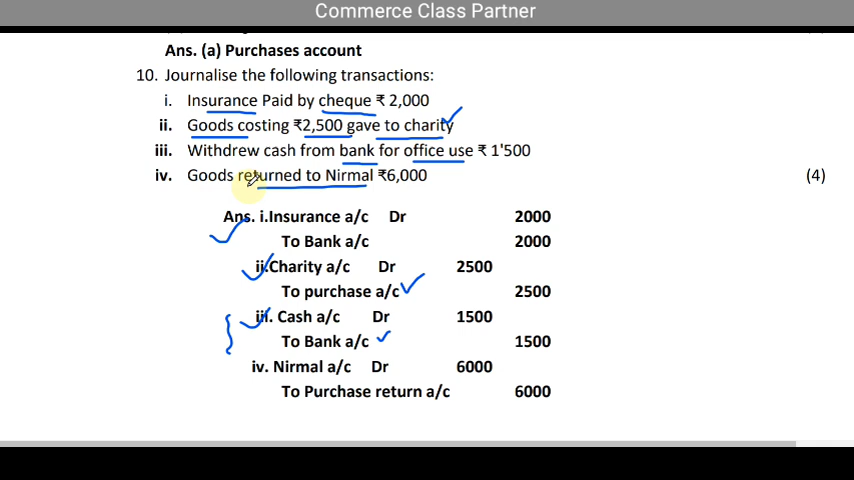 Commerce Class Partner
Ans. (a) Purchases account
10. Journalise the following transactions:
i. Insurance Paid by cheque ₹ 2,000
ii. Goods costing ₹2,500 gave to charity
iii. Withdrew cash from bank for office use ₹ 1'500
iv. Goods returned to Nirmal ₹6,000 (4)
Ans. i.Insurance a/c Dr 2000
To Bank a/c 2000
ii.Charity a/c Dr 2500
To purchase a/c 2500
iii. Cash a/c Dr 1500
To Bank a/c 1500
iv. Nirmal a/c Dr 6000
To Purchase return a/c 6000